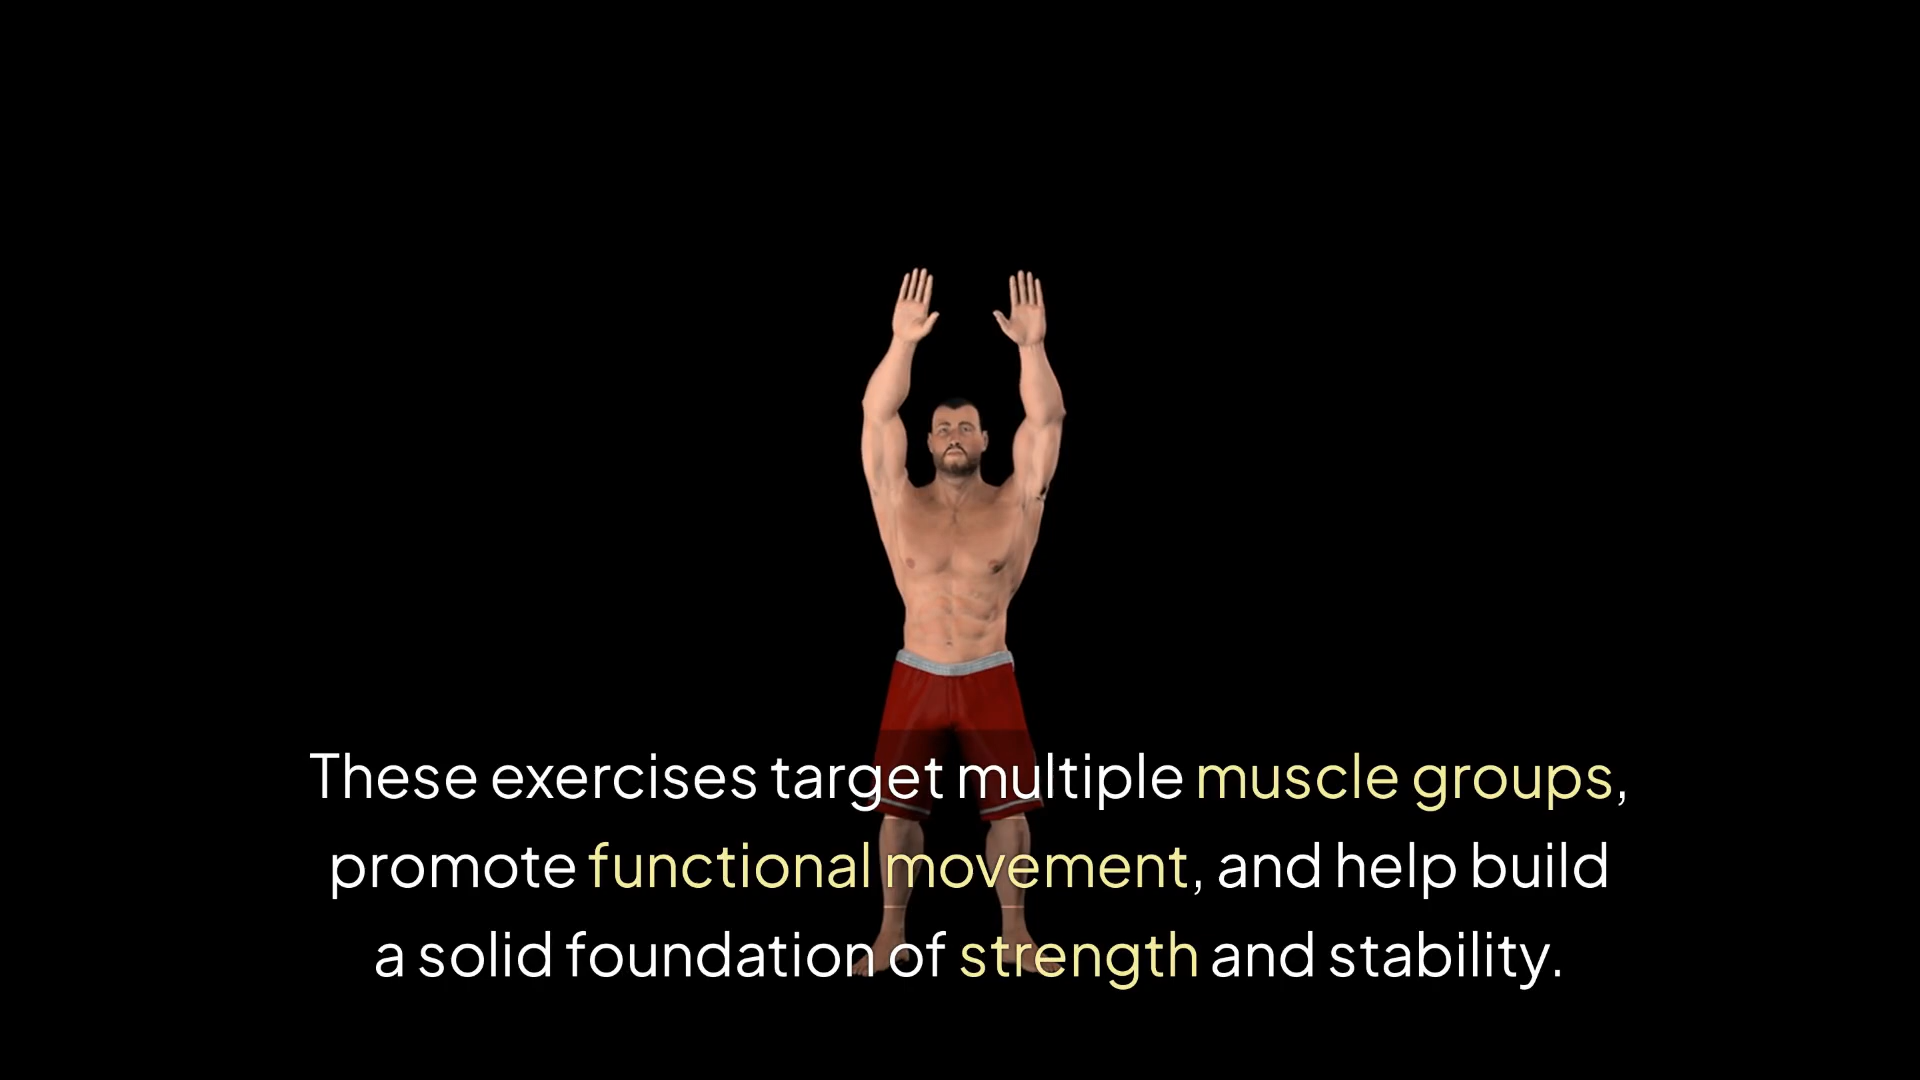 These exercises target multiple muscle groups,
promote functional movement, and help build
a solid foundation of strength and stability.